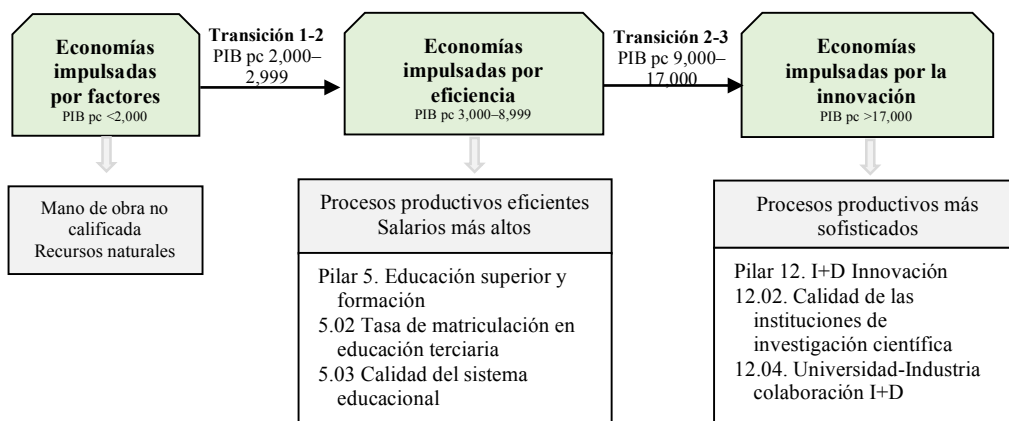 Economías
impulsadas
por factores
PIB pc <2,000
Transición 1-2
PIB pc 2,000–
2,999
Economías
impulsadas por
eficiencia
PIB pc 3,000–8,999
Transición 2-3
PIB pc 9,000–
17,000
Economías
impulsadas por la
innovación
PIB pc >17,000
Mano de obra no
calificada
Recursos naturales
Procesos productivos eficientes
Salarios más altos
Pilar 5. Educación superior y
formación
5.02 Tasa de matriculación en
educación terciaria
5.03 Calidad del sistema
educacional
Procesos productivos más
sofisticados
Pilar 12. I+D Innovación
12.02. Calidad de las
instituciones de
investigación científica
12.04. Universidad-Industria
colaboración I+D